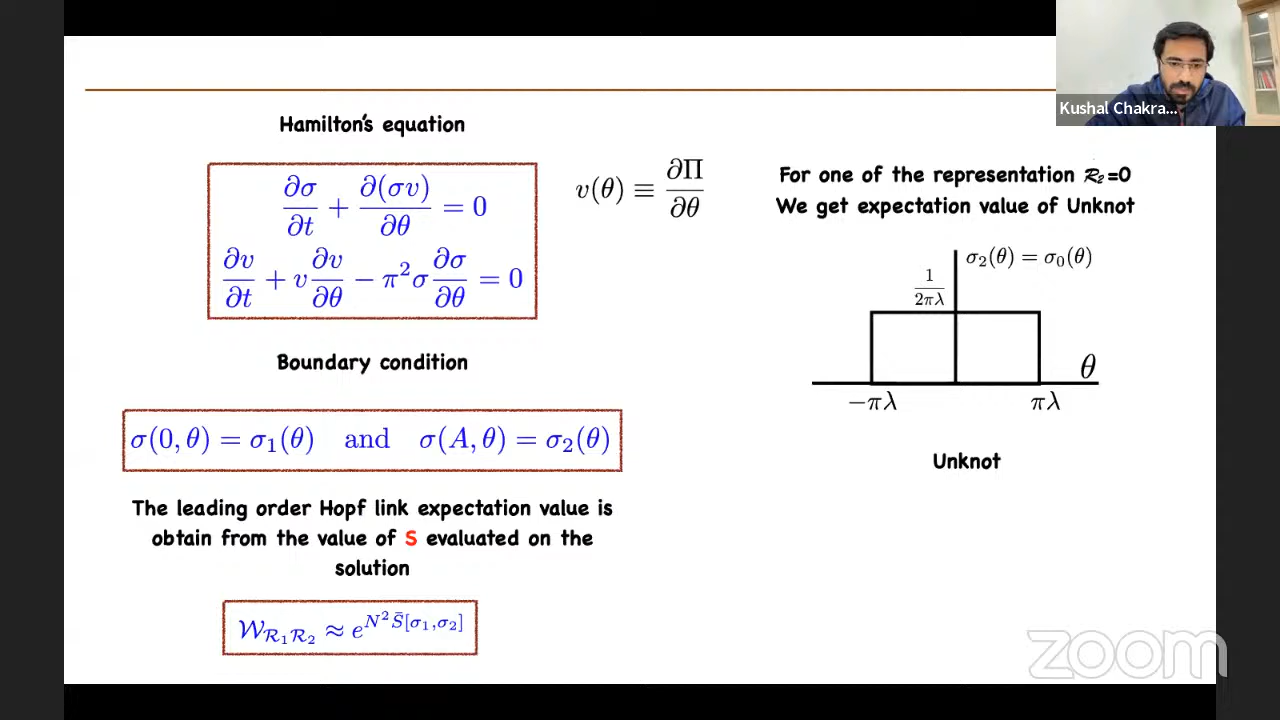 Hamilton's equation
∂σ/∂t + ∂(σv)/∂θ = 0
v(θ) ≡ ∂Π/∂θ
∂v/∂t + v ∂v/∂θ − π²σ ∂σ/∂θ = 0
Boundary condition
σ(0, θ) = σ₁(θ) and σ(A, θ) = σ₂(θ)
The leading order Hopf link expectation value is
obtain from the value of S evaluated on the
solution
𝒲_{ℛ₁ℛ₂} ≈ e^{N² S̄[σ₁,σ₂]}
For one of the representation ℛ₂=0
We get expectation value of Unknot
σ₂(θ) = σ₀(θ)
1/2πλ
θ
−πλ
πλ
Unknot
Kushal Chakra...
zoom